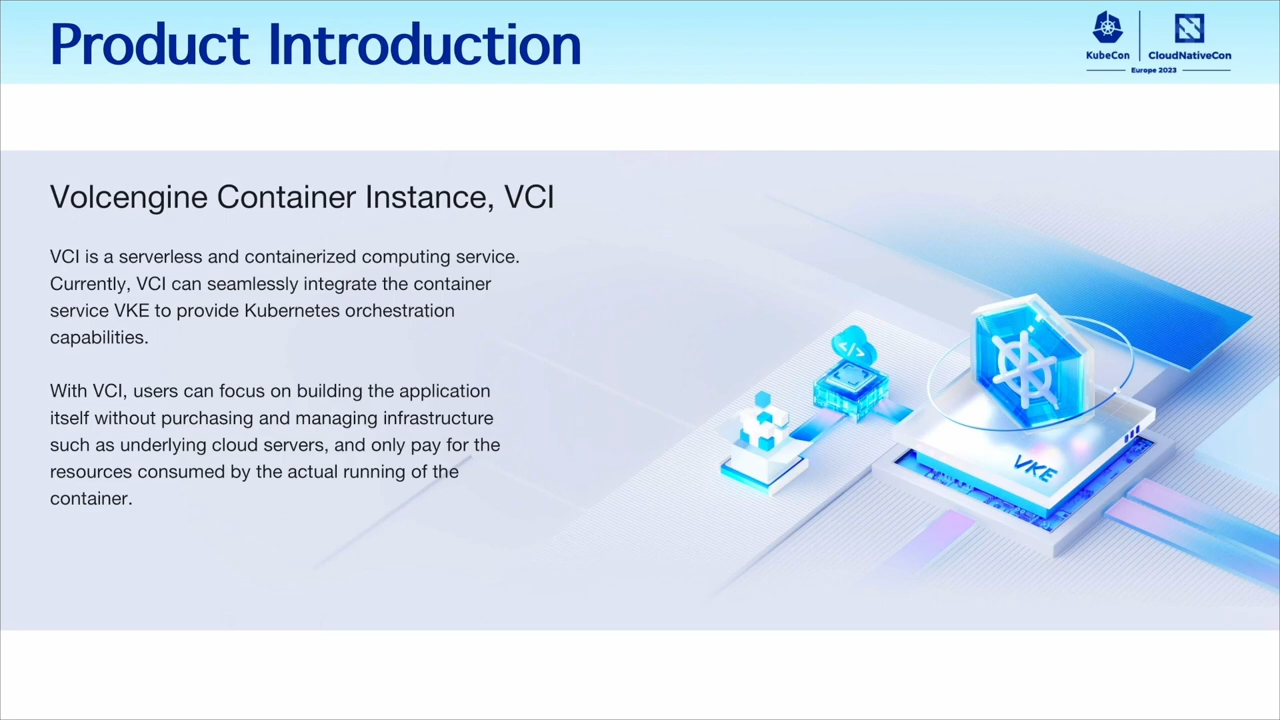 Product Introduction
KubeCon
CloudNativeCon
Europe 2023
Volcengine Container Instance, VCI
VCI is a serverless and containerized computing service.
Currently, VCI can seamlessly integrate the container
service VKE to provide Kubernetes orchestration
capabilities.
With VCI, users can focus on building the application
itself without purchasing and managing infrastructure
such as underlying cloud servers, and only pay for the
resources consumed by the actual running of the
container.
</>
VKE